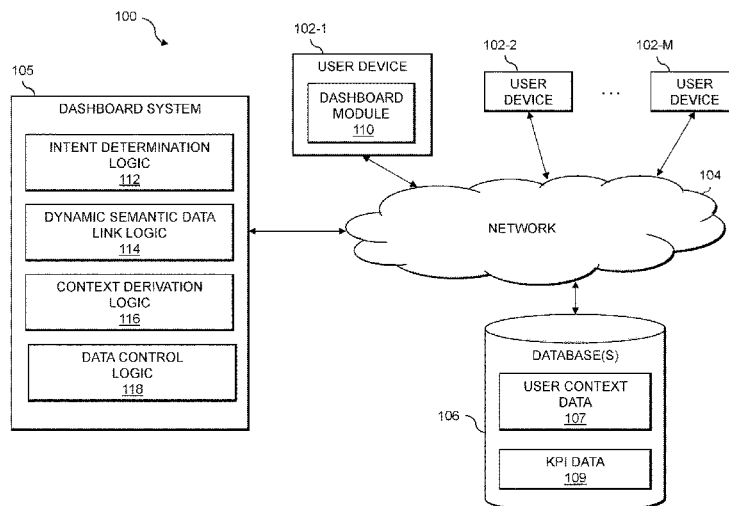 100
105
DASHBOARD SYSTEM
INTENT DETERMINATION
LOGIC
112
DYNAMIC SEMANTIC DATA
LINK LOGIC
114
CONTEXT DERIVATION
LOGIC
116
DATA CONTROL
LOGIC
118
102-1
USER DEVICE
DASHBOARD
MODULE
110
102-2
USER
DEVICE
...
102-M
USER
DEVICE
104
NETWORK
106
DATABASE(S)
USER CONTEXT
DATA
107
KPI DATA
109